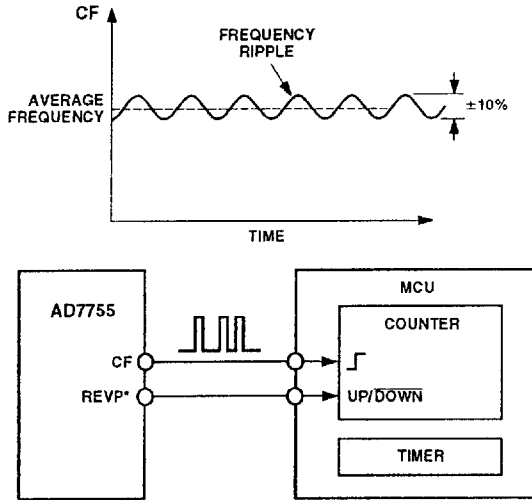 CF
FREQUENCY
RIPPLE
AVERAGE
FREQUENCY
±10%
TIME
AD7755
CF
REVP*
MCU
COUNTER
UP/DOWN
TIMER